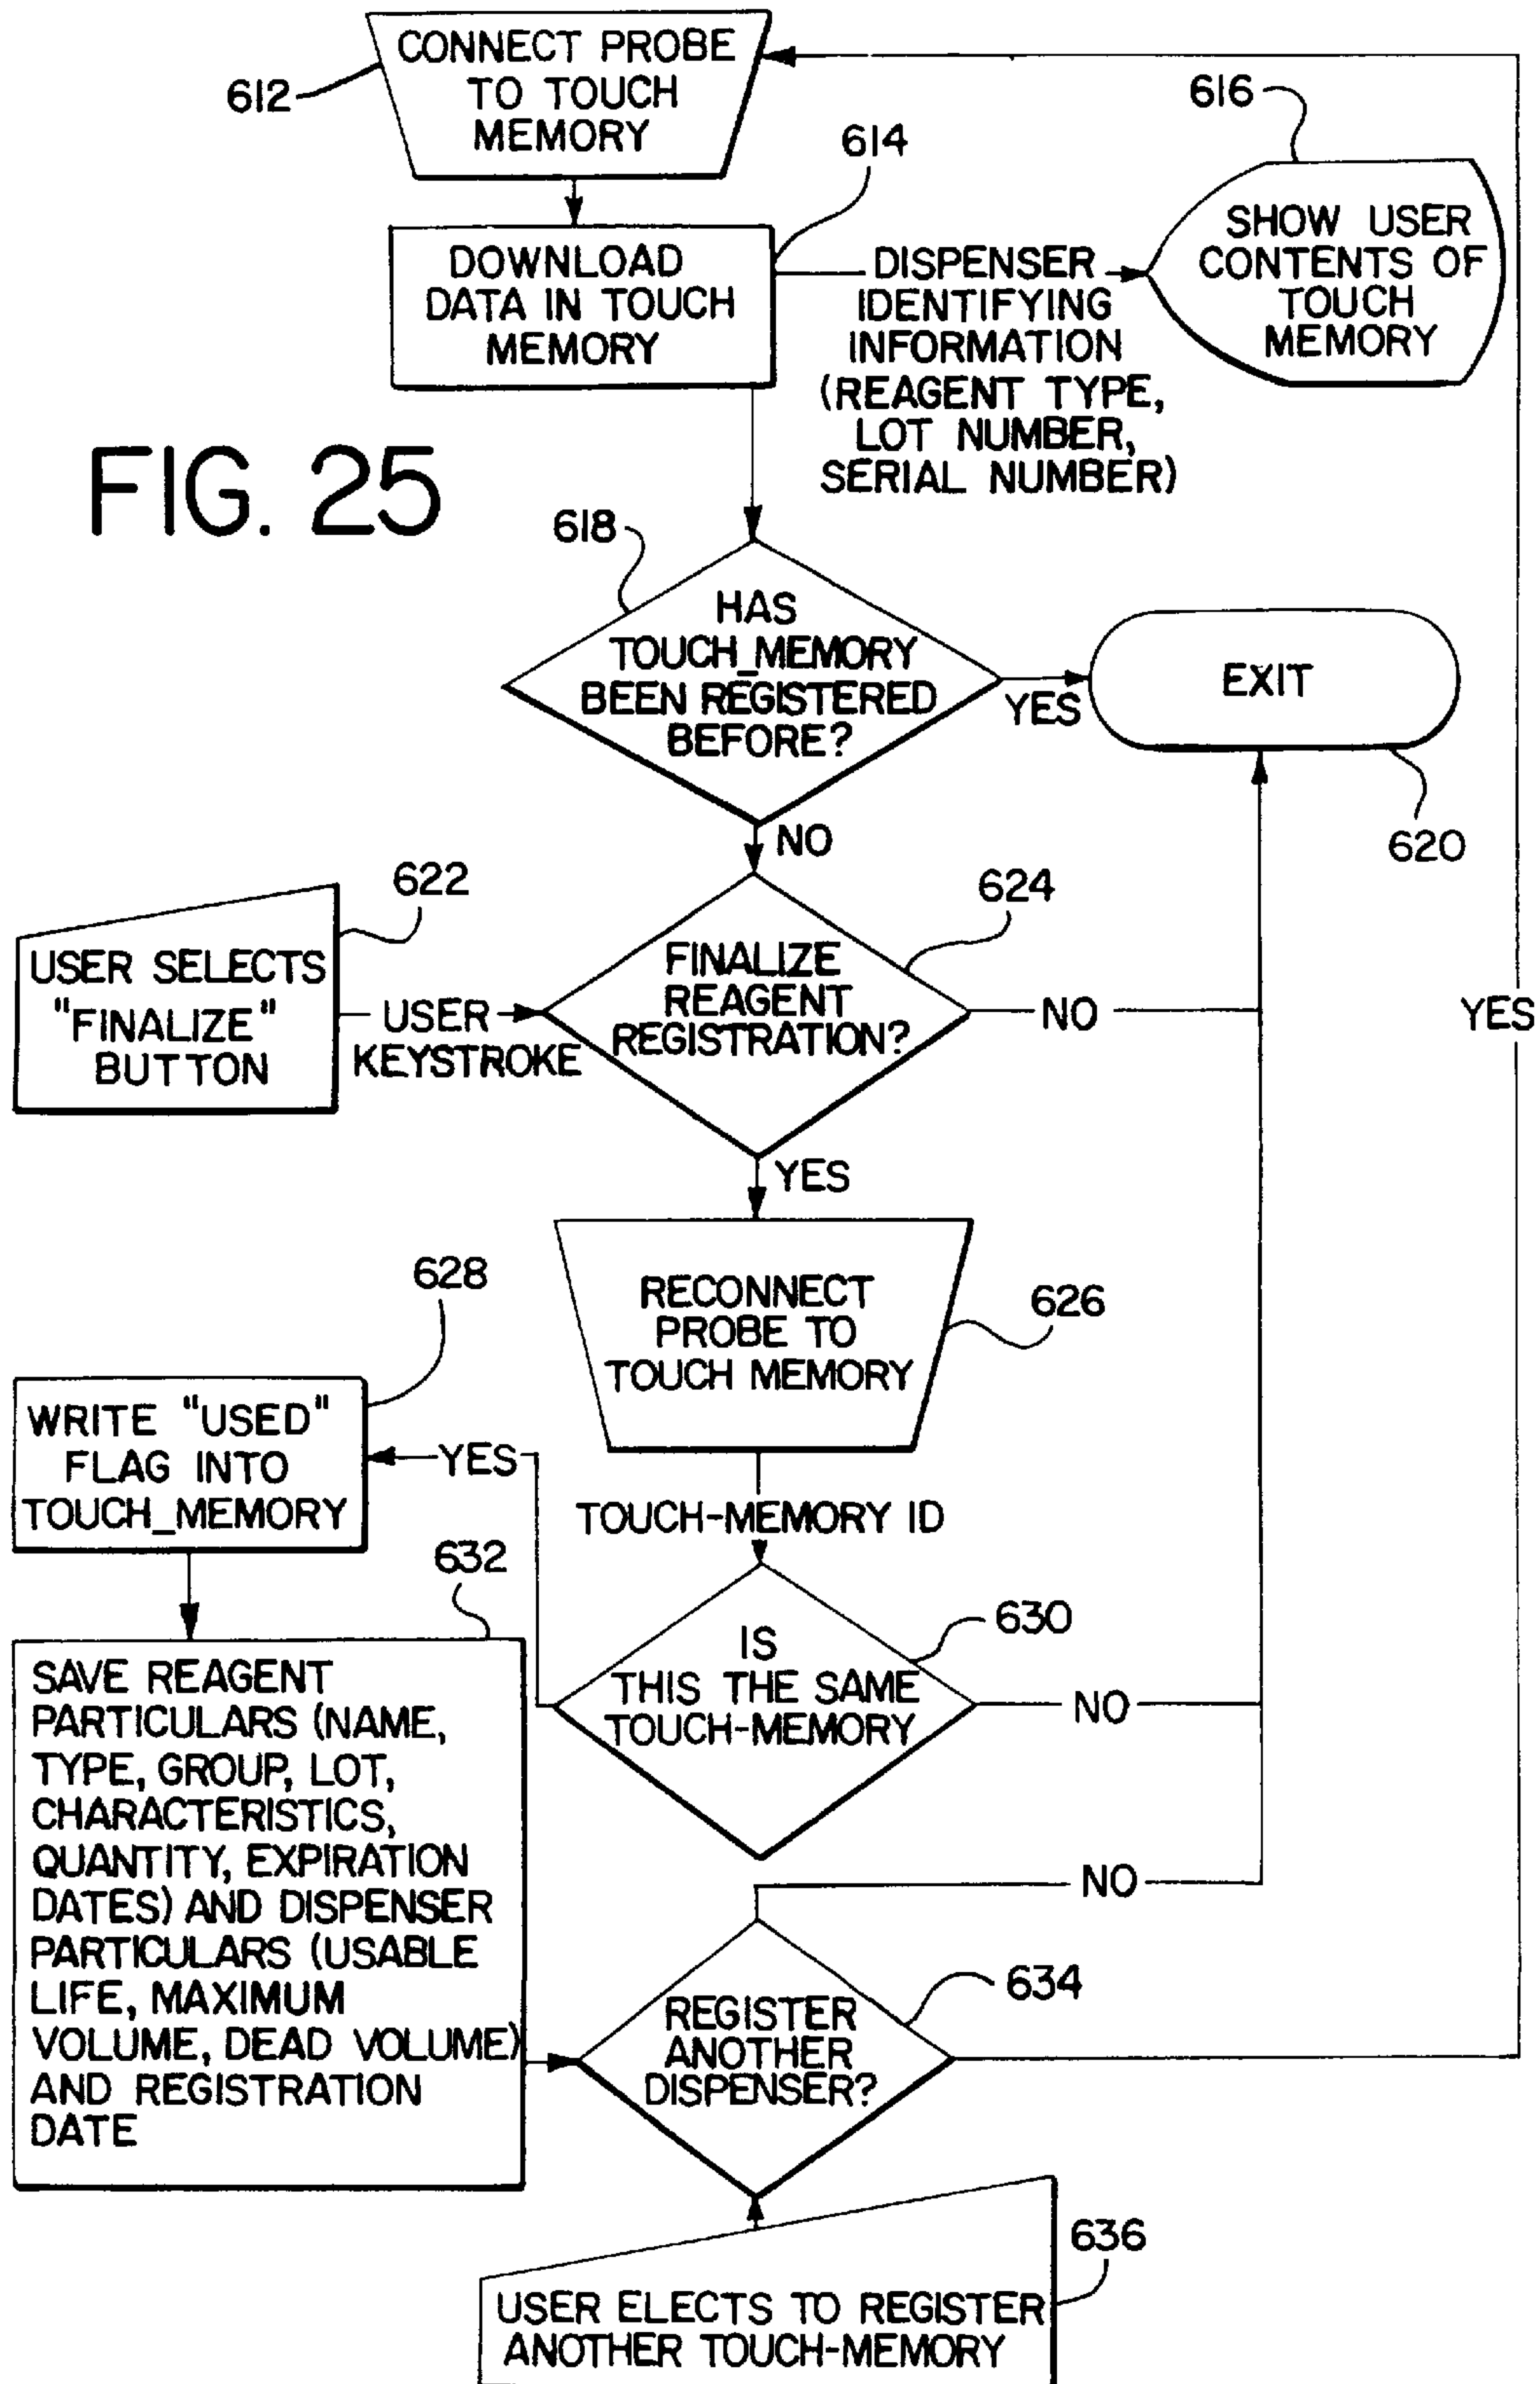 CONNECT PROBE
TO TOUCH
MEMORY
612
614
616
DOWNLOAD
DATA IN TOUCH
MEMORY
DISPENSER
IDENTIFYING
INFORMATION
(REAGENT TYPE,
LOT NUMBER,
SERIAL NUMBER)
SHOW USER
CONTENTS OF
TOUCH
MEMORY
FIG. 25
618
HAS
TOUCH_MEMORY
BEEN REGISTERED
BEFORE?
YES
EXIT
620
NO
622
USER SELECTS
"FINALIZE"
BUTTON
USER
KEYSTROKE
624
FINALIZE
REAGENT
REGISTRATION?
NO
YES
YES
626
RECONNECT
PROBE TO
TOUCH MEMORY
628
WRITE "USED"
FLAG INTO
TOUCH_MEMORY
YES
TOUCH-MEMORY ID
630
IS
THIS THE SAME
TOUCH-MEMORY
NO
632
SAVE REAGENT
PARTICULARS (NAME,
TYPE, GROUP, LOT,
CHARACTERISTICS,
QUANTITY, EXPIRATION
DATES) AND DISPENSER
PARTICULARS (USABLE
LIFE, MAXIMUM
VOLUME, DEAD VOLUME)
AND REGISTRATION
DATE
NO
634
REGISTER
ANOTHER
DISPENSER?
636
USER ELECTS TO REGISTER
ANOTHER TOUCH-MEMORY